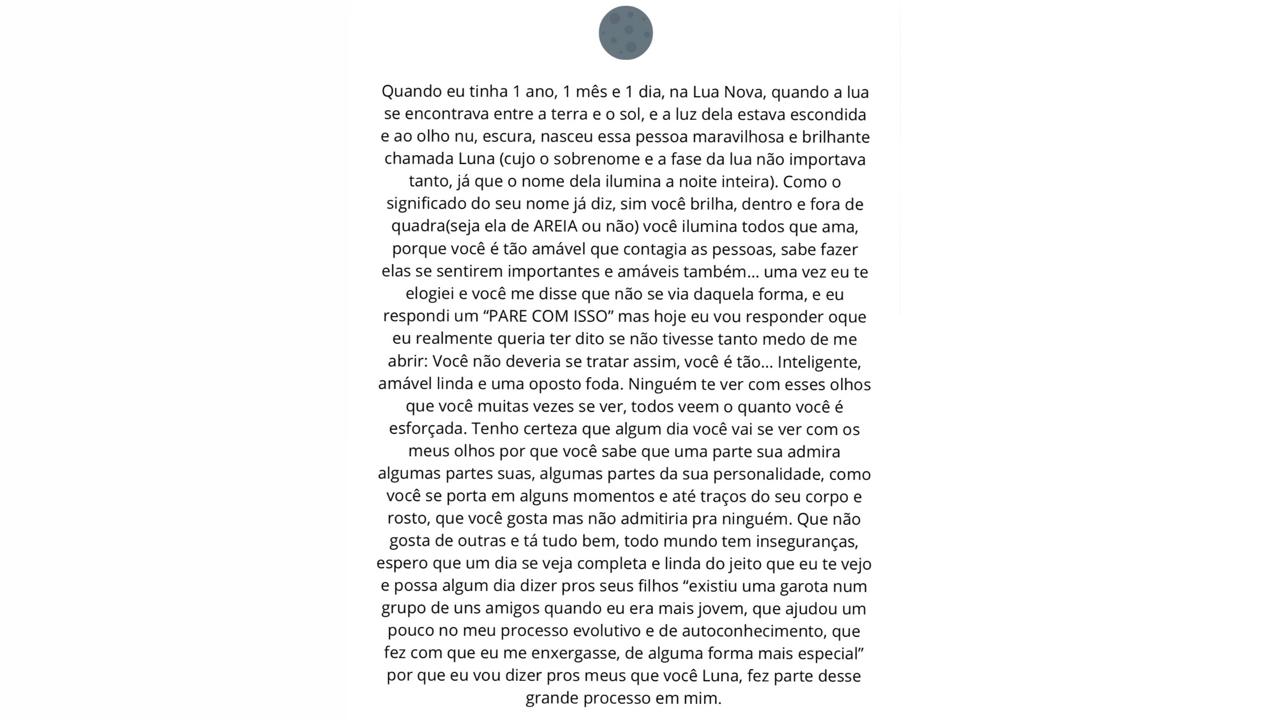 Quando eu tinha 1 ano, 1 mês e 1 dia, na Lua Nova, quando a lua
se encontrava entre a terra e o sol, e a luz dela estava escondida
e ao olho nu, escura, nasceu essa pessoa maravilhosa e brilhante
chamada Luna (cujo o sobrenome e a fase da lua não importava
tanto, já que o nome dela ilumina a noite inteira). Como o
significado do seu nome já diz, sim você brilha, dentro e fora de
quadra(seja ela de AREIA ou não) você ilumina todos que ama,
porque você é tão amável que contagia as pessoas, sabe fazer
elas se sentirem importantes e amáveis também... uma vez eu te
elogiei e você me disse que não se via daquela forma, e eu
respondi um “PARE COM ISSO” mas hoje eu vou responder oque
eu realmente queria ter dito se não tivesse tanto medo de me
abrir: Você não deveria se tratar assim, você é tão... Inteligente,
amável linda e uma oposto foda. Ninguém te ver com esses olhos
que você muitas vezes se ver, todos veem o quanto você é
esforçada. Tenho certeza que algum dia você vai se ver com os
meus olhos por que você sabe que uma parte sua admira
algumas partes suas, algumas partes da sua personalidade, como
você se porta em alguns momentos e até traços do seu corpo e
rosto, que você gosta mas não admitiria pra ninguém. Que não
gosta de outras e tá tudo bem, todo mundo tem inseguranças,
espero que um dia se veja completa e linda do jeito que eu te vejo
e possa algum dia dizer pros seus filhos “existiu uma garota num
grupo de uns amigos quando eu era mais jovem, que ajudou um
pouco no meu processo evolutivo e de autoconhecimento, que
fez com que eu me enxergasse, de alguma forma mais especial”
por que eu vou dizer pros meus que você Luna, fez parte desse
grande processo em mim.